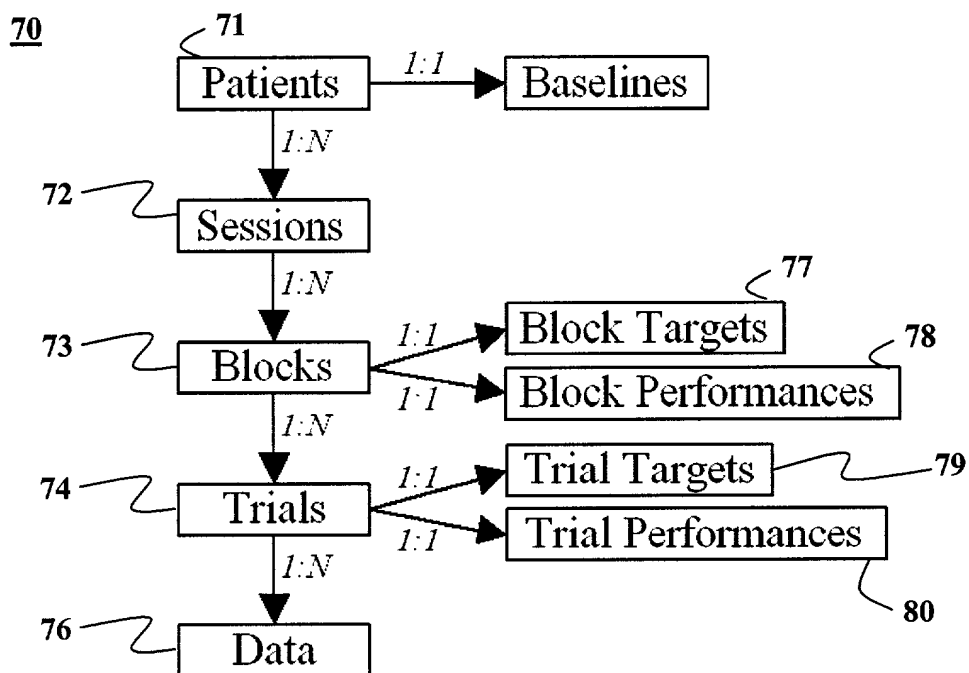 70
71
Patients
1:1
Baselines
1:N
72
Sessions
1:N
77
73
Blocks
1:1
Block Targets
78
1:1
Block Performances
1:N
74
Trials
1:1
Trial Targets
79
1:1
Trial Performances
80
1:N
76
Data